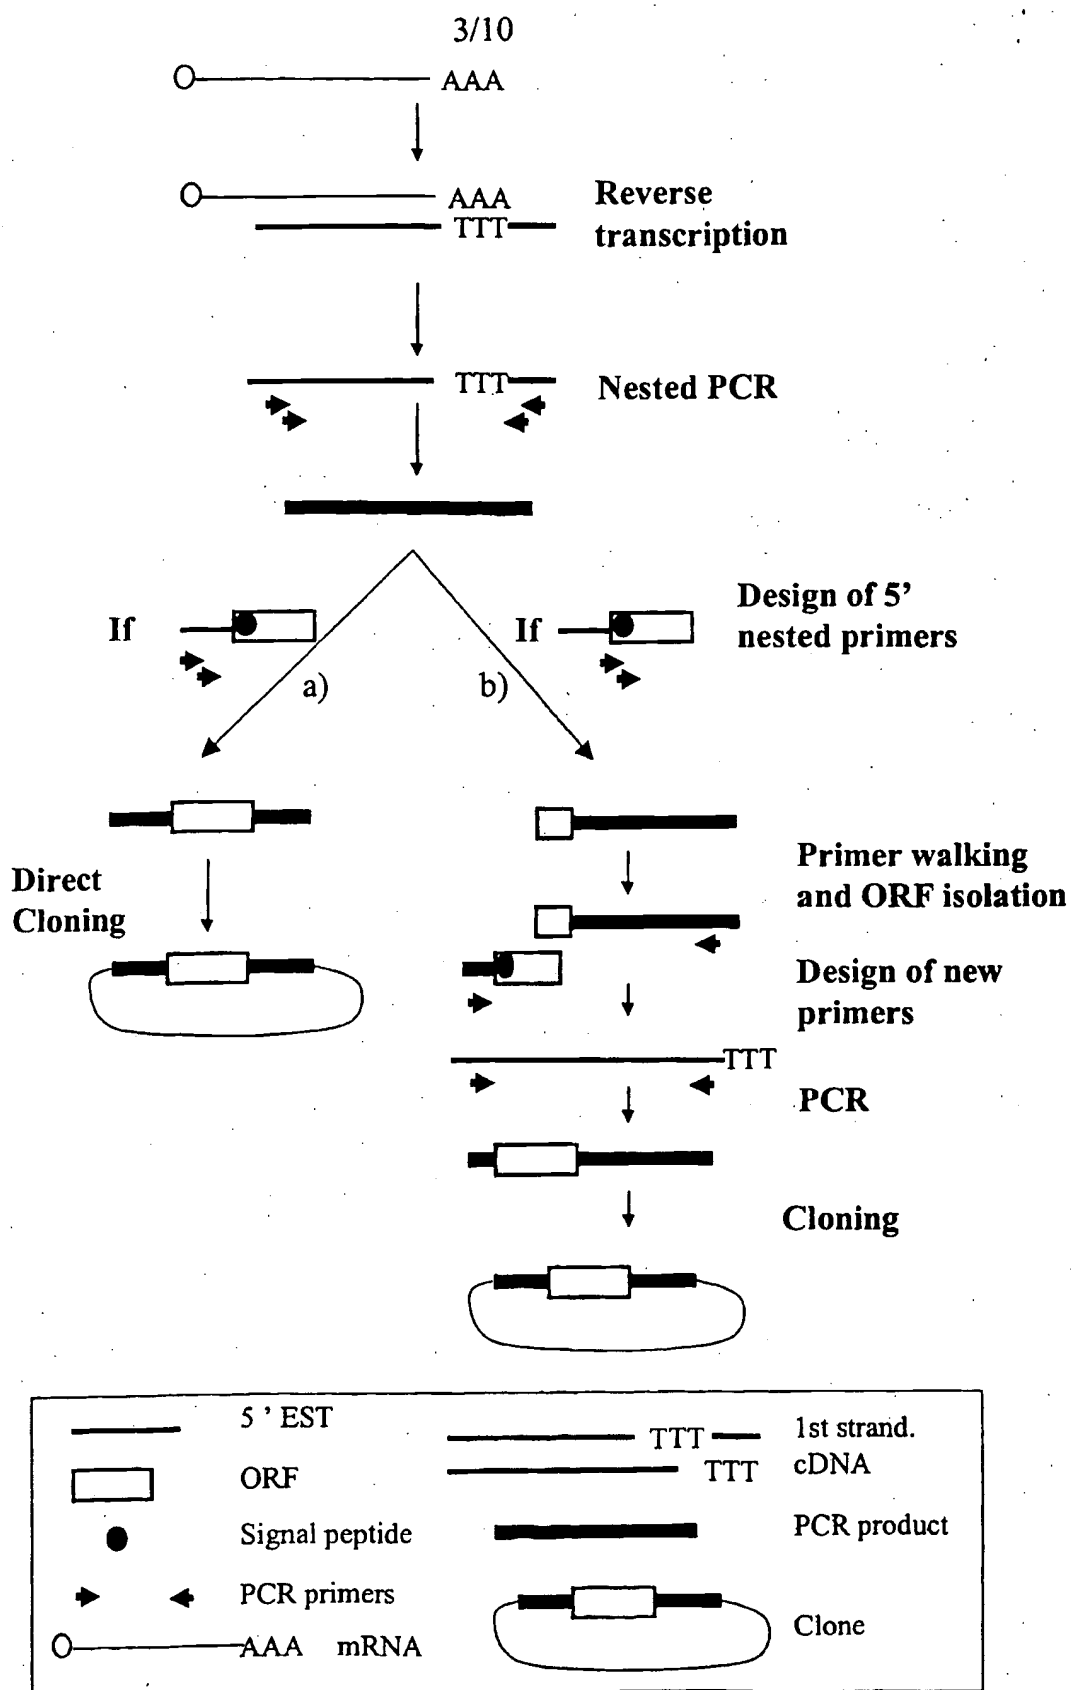 3/10
AAA
AAA
TTT
Reverse
transcription
TTT
Nested PCR
If
If
Design of 5'
nested primers
a)
b)
Direct
Cloning
Primer walking
and ORF isolation
Design of new
primers
TTT
PCR
Cloning
5 ' EST
ORF
Signal peptide
PCR primers
AAA mRNA
TTT
1st strand.
TTT
cDNA
PCR product
Clone